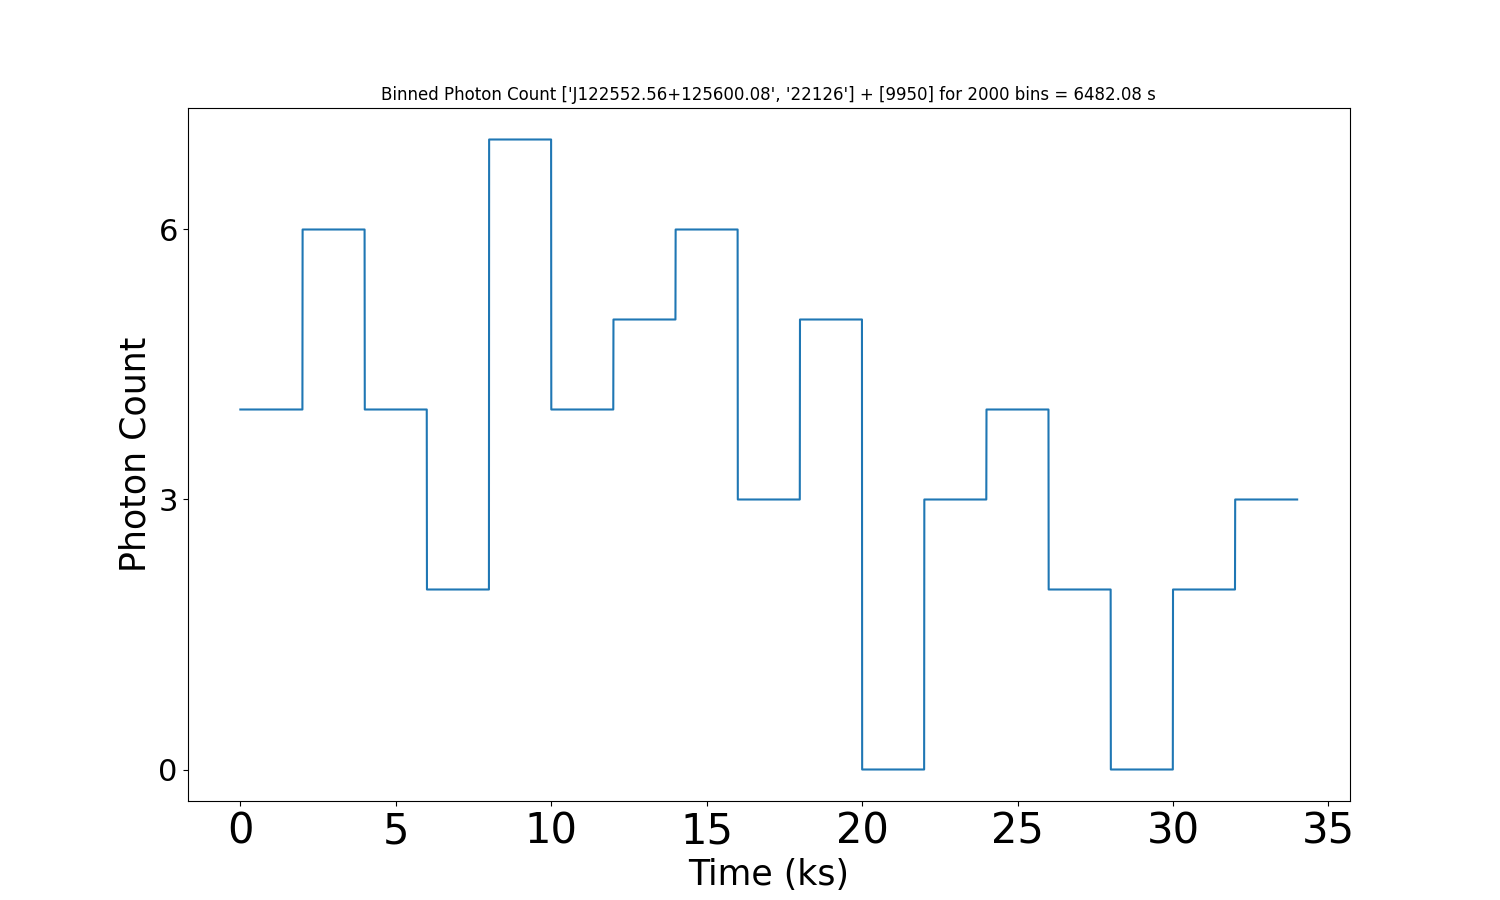 Binned Photon Count ['J122552.56+125600.08', '22126'] + [9950] for 2000 bins = 6482.08 s
Photon Count
6
3
0
0 5 10 15 20 25 30 35
Time (ks)